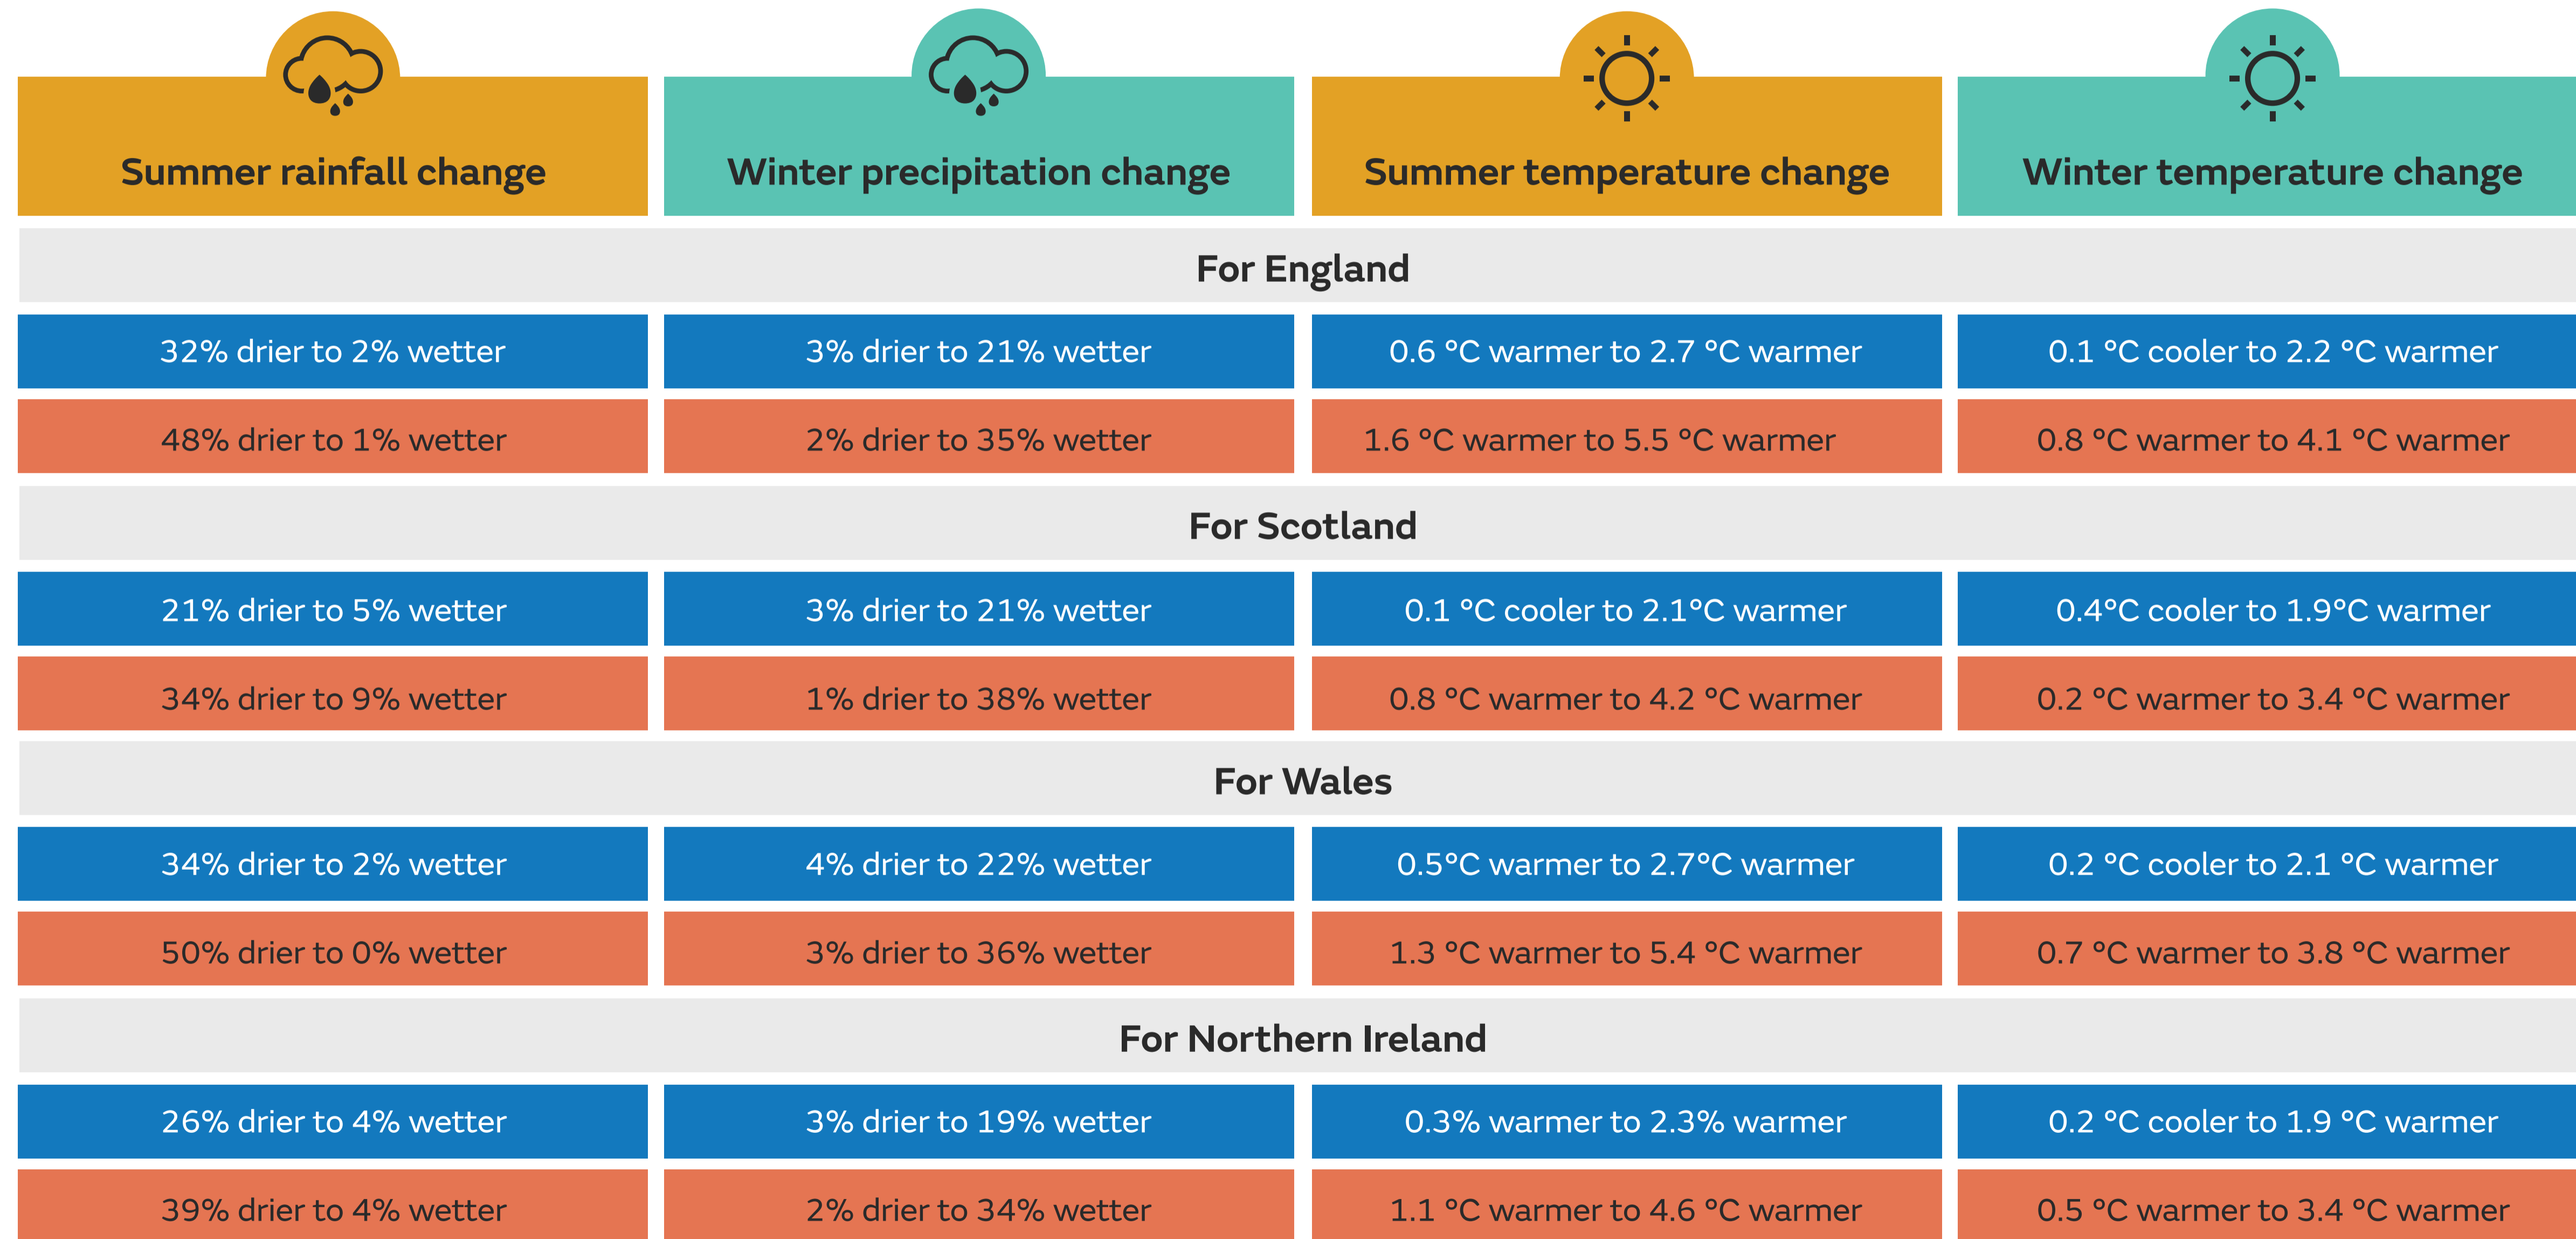 Summer rainfall change Winter precipitation change Summer temperature change Winter temperature change
For England
32% drier to 2% wetter 3% drier to 21% wetter 0.6 °C warmer to 2.7 °C warmer 0.1 °C cooler to 2.2 °C warmer
48% drier to 1% wetter 2% drier to 35% wetter 1.6 °C warmer to 5.5 °C warmer 0.8 °C warmer to 4.1 °C warmer
For Scotland
21% drier to 5% wetter 3% drier to 21% wetter 0.1 °C cooler to 2.1°C warmer 0.4°C cooler to 1.9°C warmer
34% drier to 9% wetter 1% drier to 38% wetter 0.8 °C warmer to 4.2 °C warmer 0.2 °C warmer to 3.4 °C warmer
For Wales
34% drier to 2% wetter 4% drier to 22% wetter 0.5°C warmer to 2.7°C warmer 0.2 °C cooler to 2.1 °C warmer
50% drier to 0% wetter 3% drier to 36% wetter 1.3 °C warmer to 5.4 °C warmer 0.7 °C warmer to 3.8 °C warmer
For Northern Ireland
26% drier to 4% wetter 3% drier to 19% wetter 0.3% warmer to 2.3% warmer 0.2 °C cooler to 1.9 °C warmer
39% drier to 4% wetter 2% drier to 34% wetter 1.1 °C warmer to 4.6 °C warmer 0.5 °C warmer to 3.4 °C warmer